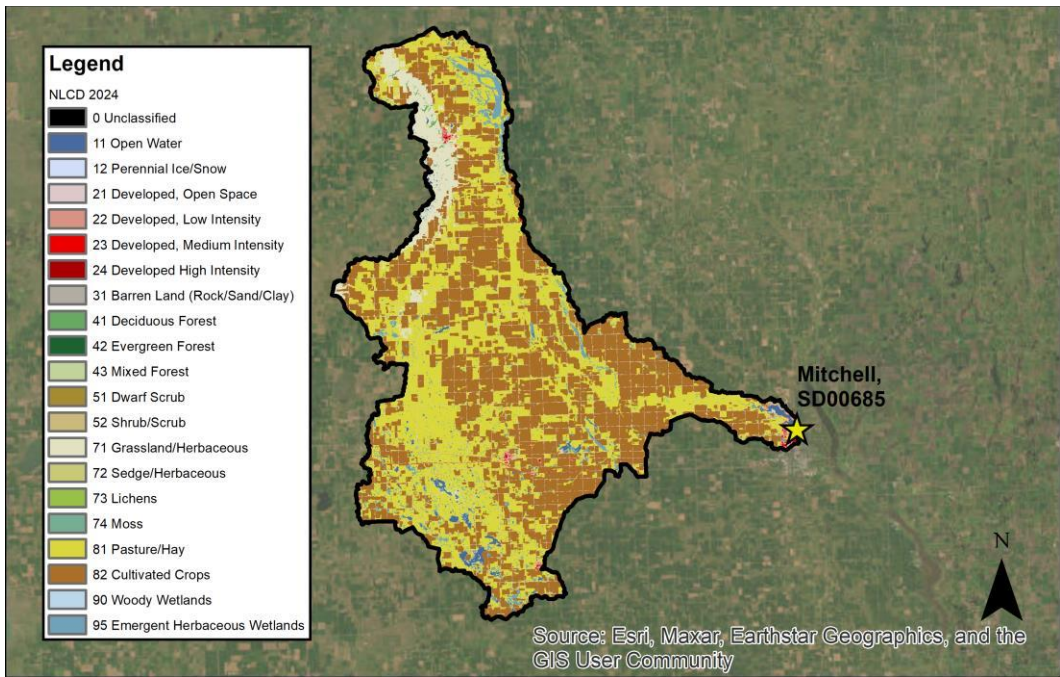 Legend
NLCD 2024
0 Unclassified
11 Open Water
12 Perennial Ice/Snow
21 Developed, Open Space
22 Developed, Low Intensity
23 Developed, Medium Intensity
24 Developed High Intensity
31 Barren Land (Rock/Sand/Clay)
41 Deciduous Forest
42 Evergreen Forest
43 Mixed Forest
51 Dwarf Scrub
52 Shrub/Scrub
71 Grassland/Herbaceous
72 Sedge/Herbaceous
73 Lichens
74 Moss
81 Pasture/Hay
82 Cultivated Crops
90 Woody Wetlands
95 Emergent Herbaceous Wetlands
Mitchell,
SD00685
N
Source: Esri, Maxar, Earthstar Geographics, and the
GIS User Community